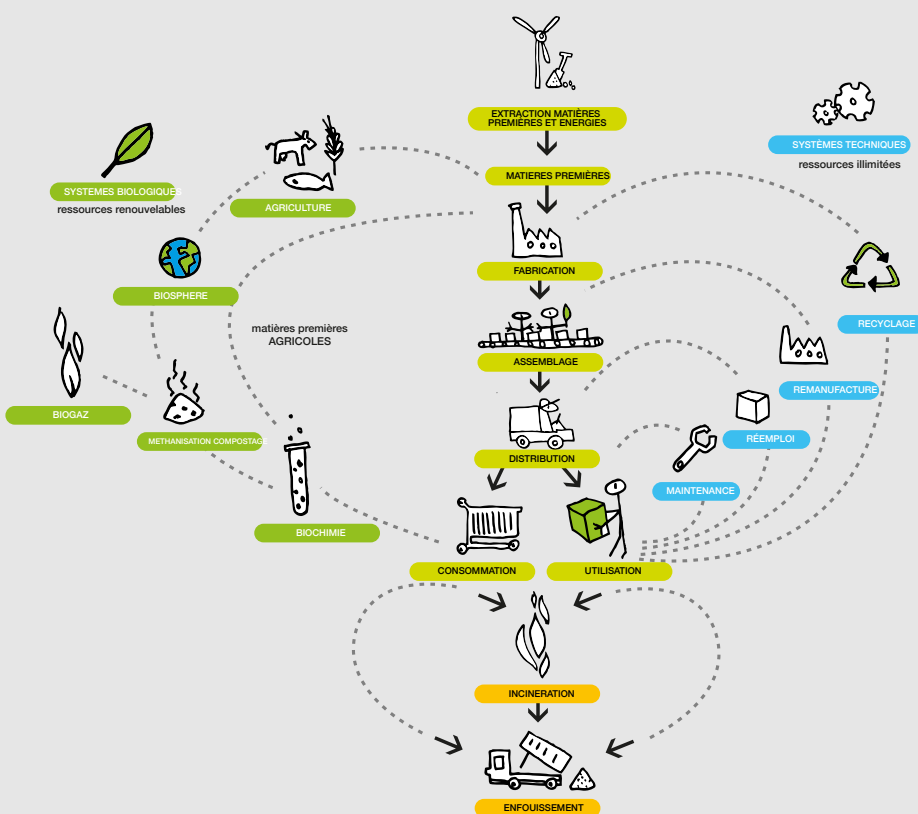 EXTRACTION MATIÈRES
PREMIÈRES ET ENERGIES
SYSTÈMES TECHNIQUES
ressources illimitées
MATIERES PREMIÈRES
SYSTEMES BIOLOGIQUES
ressources renouvelables
AGRICULTURE
FABRICATION
BIOSPHERE
RECYCLAGE
matières premières
AGRICOLES
ASSEMBLAGE
REMANUFACTURE
BIOGAZ
METHANISATION COMPOSTAGE
RÉEMPLOI
DISTRIBUTION
MAINTENANCE
BIOCHIMIE
CONSOMMATION
UTILISATION
INCINERATION
ENFOUISSEMENT